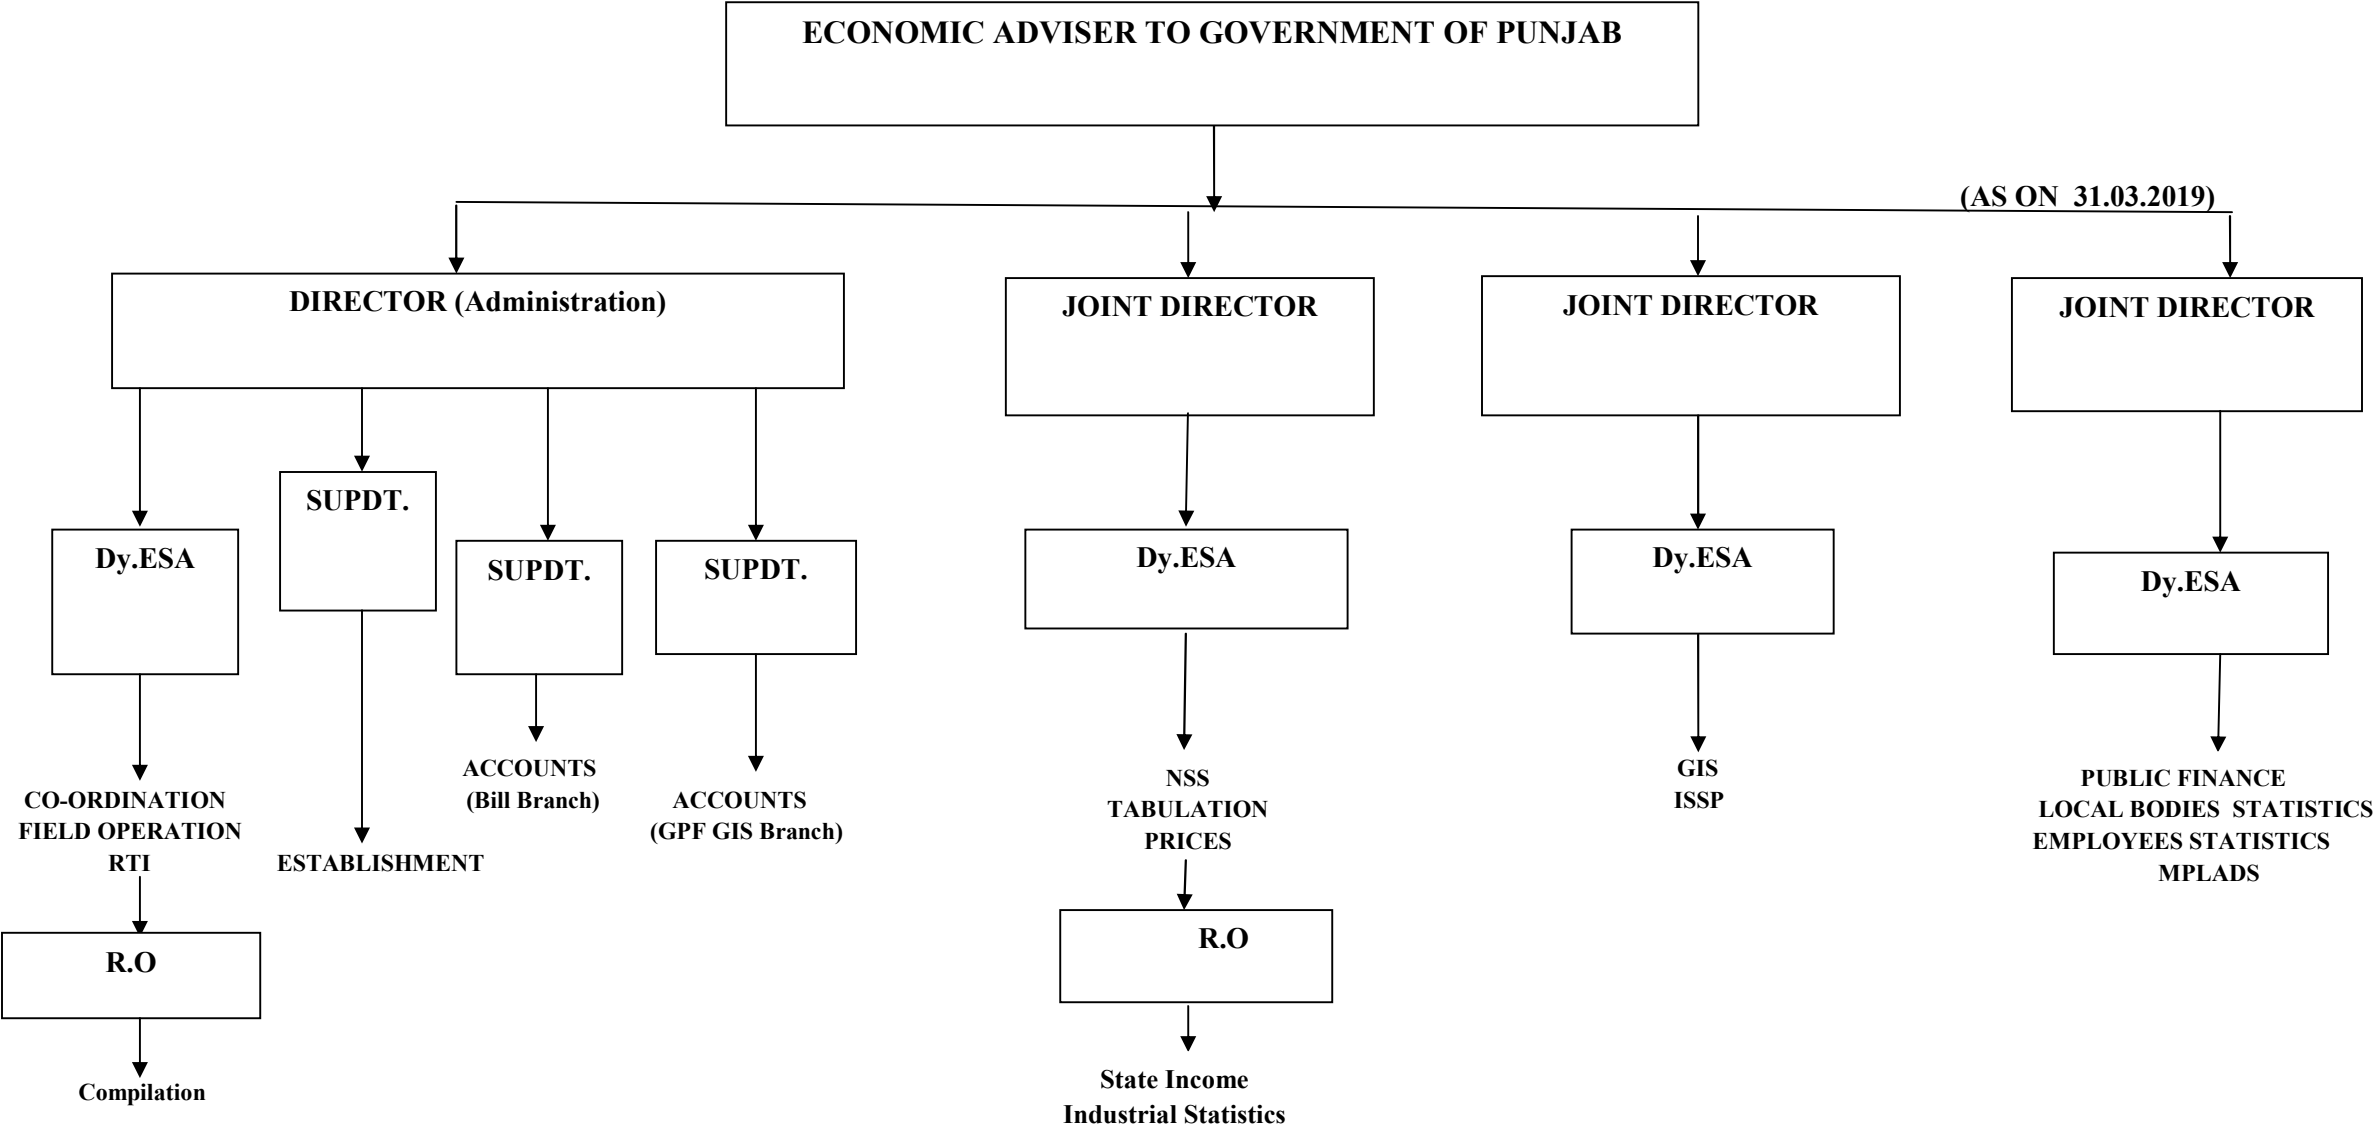 ECONOMIC ADVISER TO GOVERNMENT OF PUNJAB
(AS ON 31.03.2019)
DIRECTOR (Administration)
JOINT DIRECTOR
JOINT DIRECTOR
JOINT DIRECTOR
Dy.ESA
SUPDT.
SUPDT.
SUPDT.
Dy.ESA
Dy.ESA
Dy.ESA
CO-ORDINATION
FIELD OPERATION
RTI
ESTABLISHMENT
ACCOUNTS
(Bill Branch)
ACCOUNTS
(GPF GIS Branch)
NSS
TABULATION
PRICES
GIS
ISSP
PUBLIC FINANCE
LOCAL BODIES STATISTICS
EMPLOYEES STATISTICS
MPLADS
R.O
R.O
Compilation
State Income
Industrial Statistics